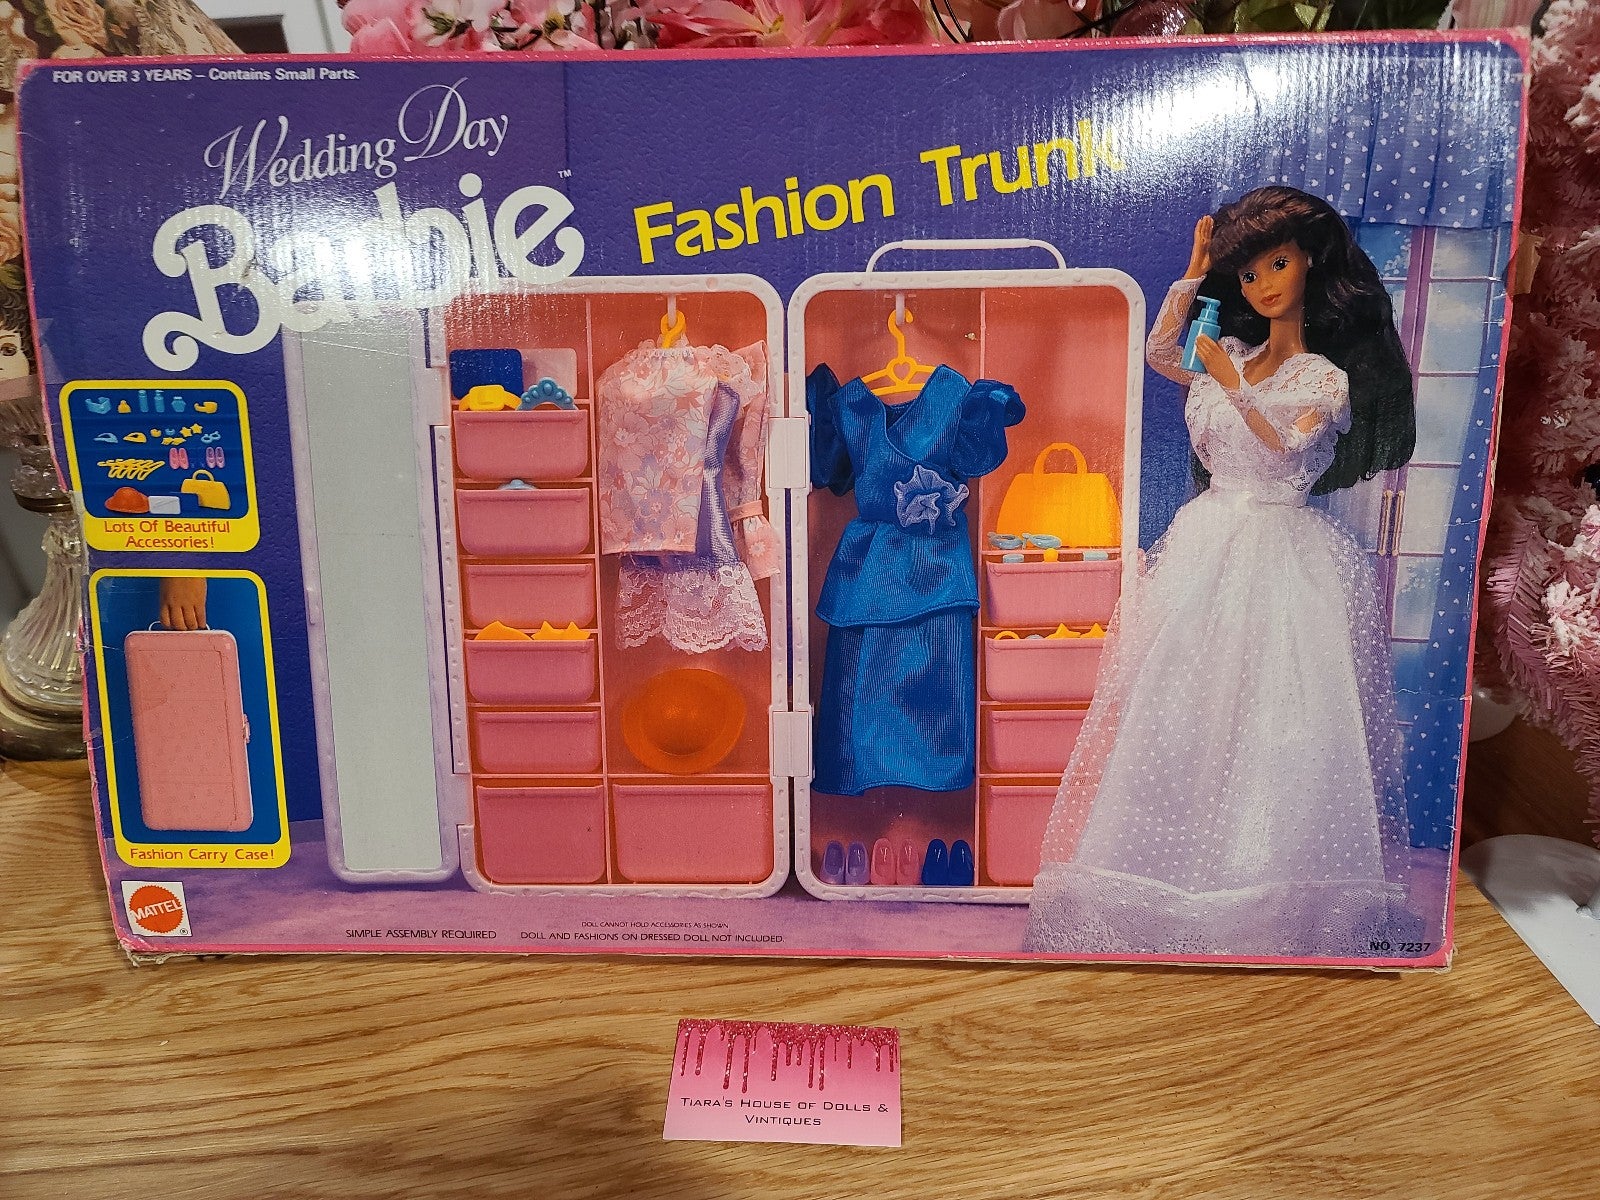 FOR OVER 3 YEARS – Contains Small Parts.
Wedding Day
Barbie™
Fashion Trunk
Lots Of Beautiful
Accessories!
Fashion Carry Case!
MATTEL®
SIMPLE ASSEMBLY REQUIRED
DOLL CANNOT HOLD ACCESSORIES AS SHOWN.
DOLL AND FASHIONS ON DRESSED DOLL NOT INCLUDED.
NO. 7237
TIARA'S HOUSE OF DOLLS &
VINTIQUES